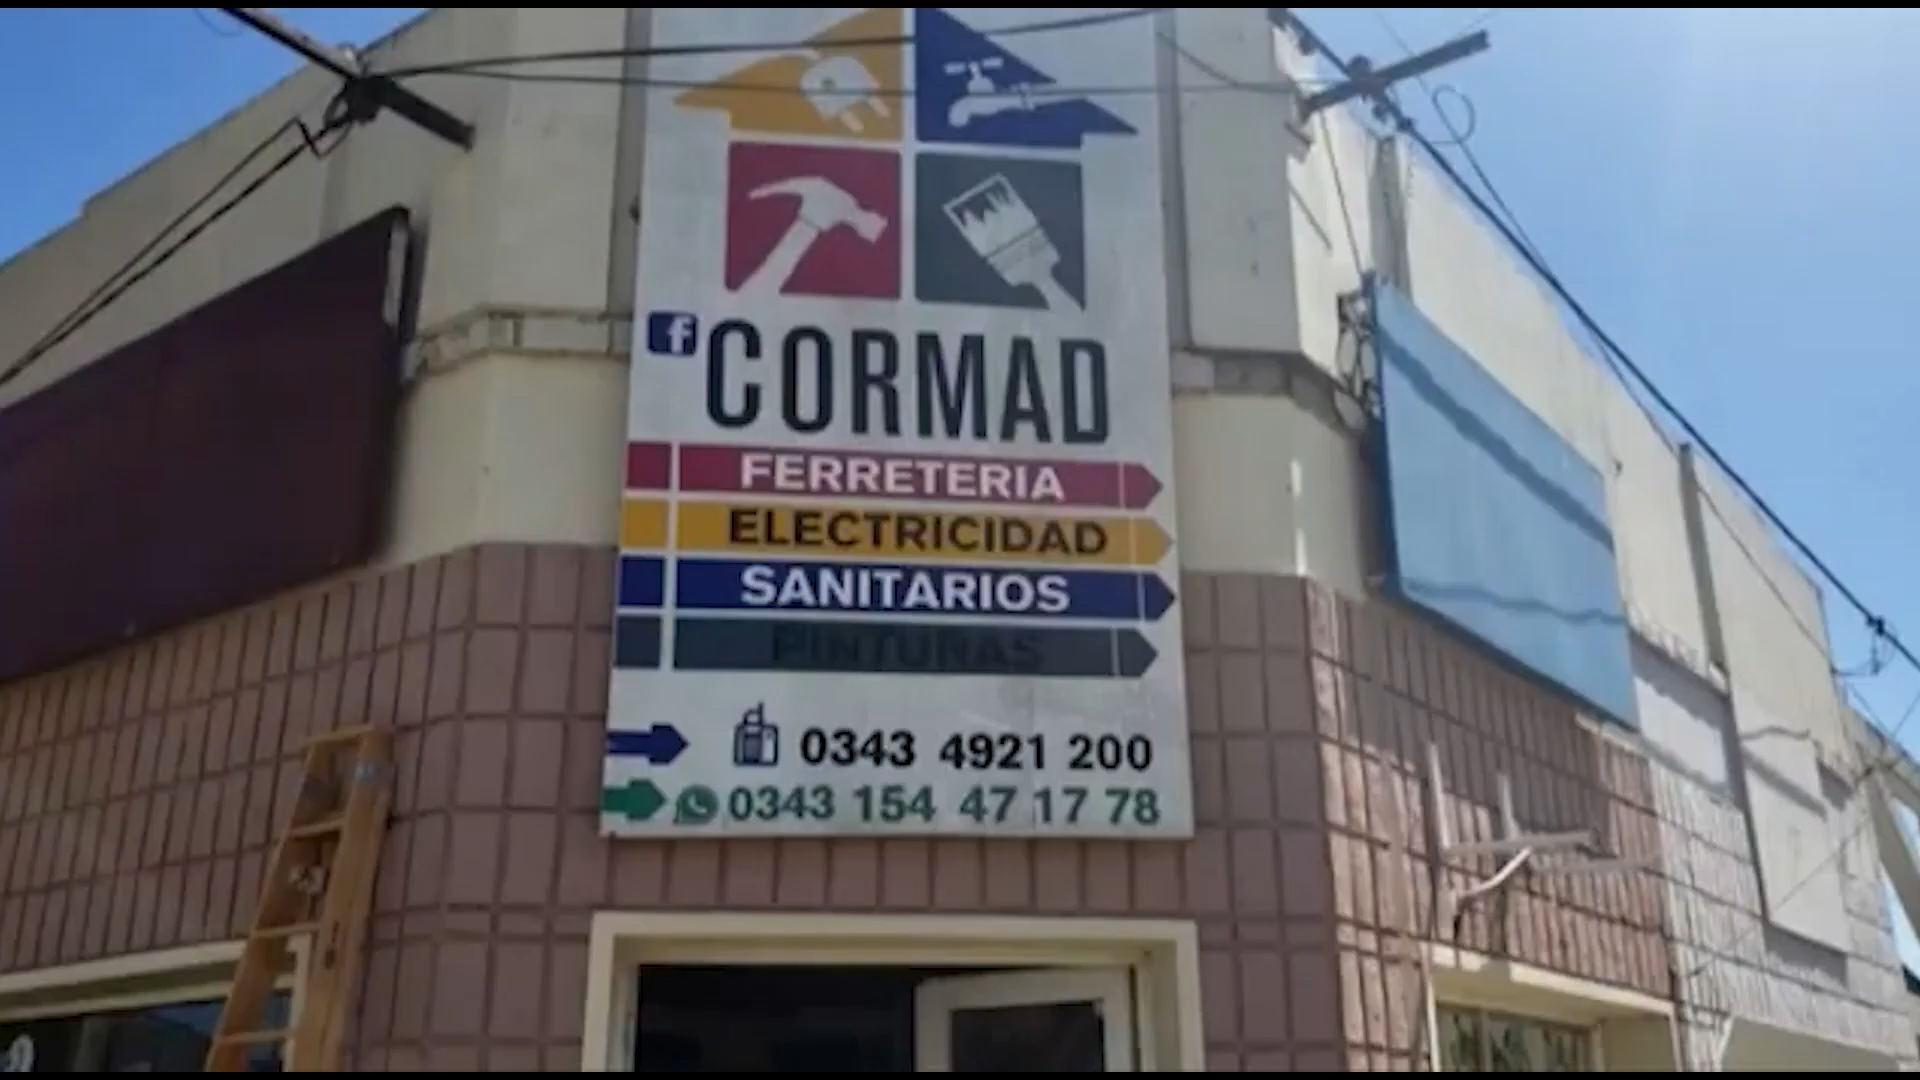 f CORMAD
FERRETERIA
ELECTRICIDAD
SANITARIOS
PINTURAS
0343 4921 200
0343 154 47 17 78